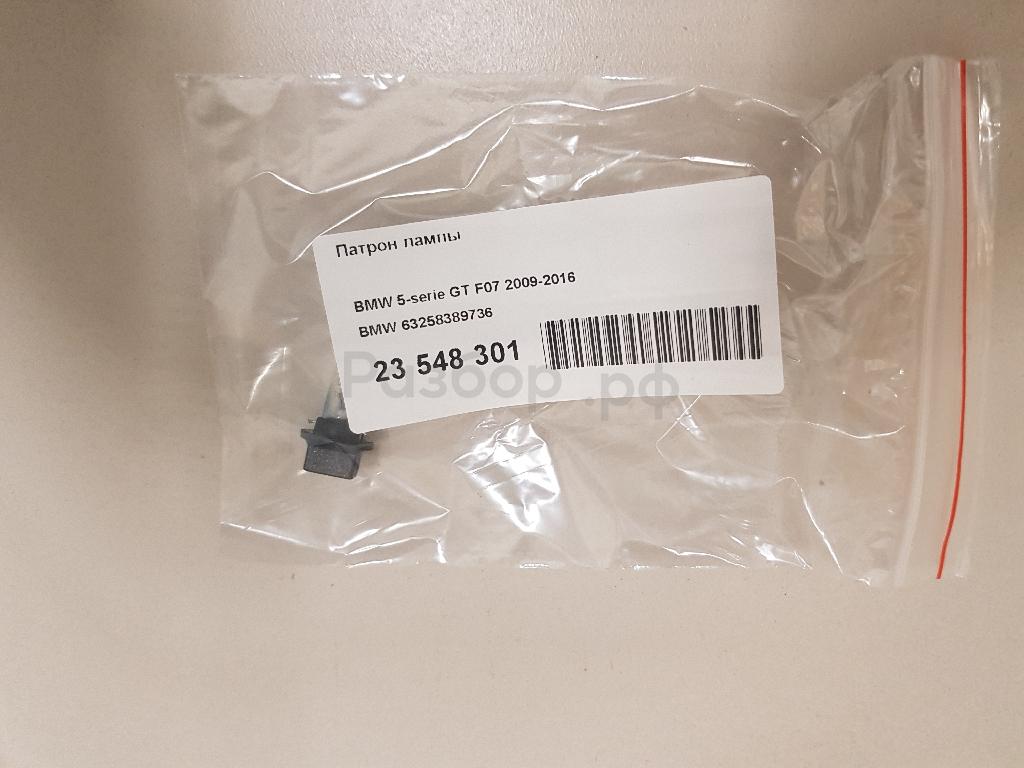 Патрон лампы
BMW 5-serie GT F07 2009-2016
BMW 63258389736
23 548 301
Разбор.рф